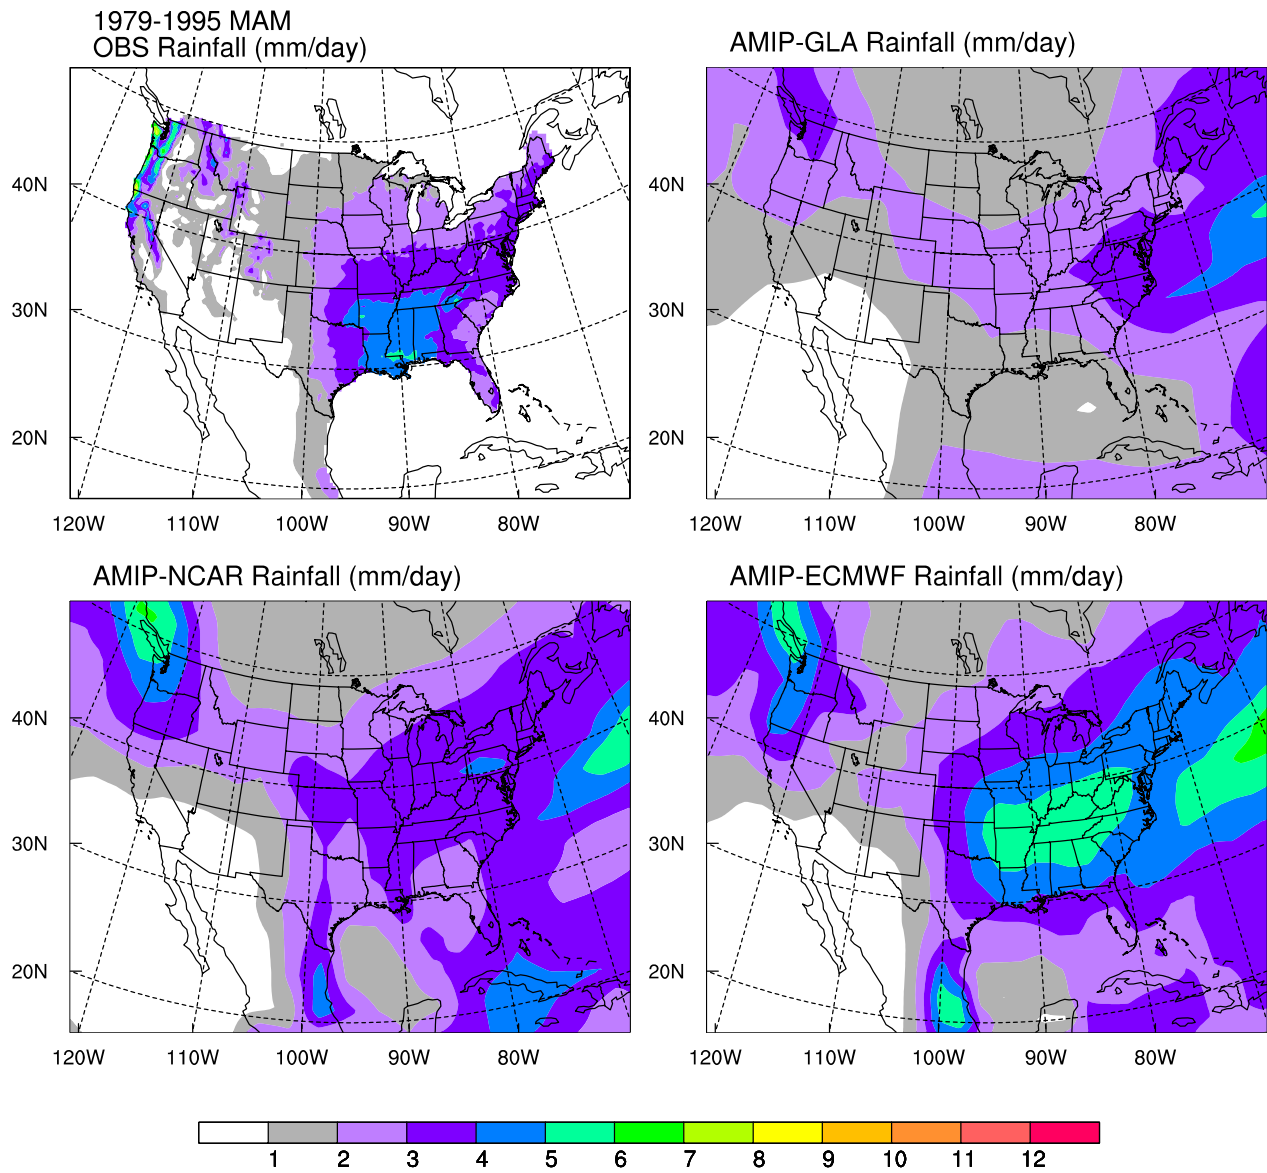 1979-1995 MAM
OBS Rainfall (mm/day)
40N
30N
20N
120W 110W 100W 90W 80W
AMIP-GLA Rainfall (mm/day)
40N
30N
20N
120W 110W 100W 90W 80W
AMIP-NCAR Rainfall (mm/day)
40N
30N
20N
120W 110W 100W 90W 80W
AMIP-ECMWF Rainfall (mm/day)
40N
30N
20N
120W 110W 100W 90W 80W
1 2 3 4 5 6 7 8 9 10 11 12